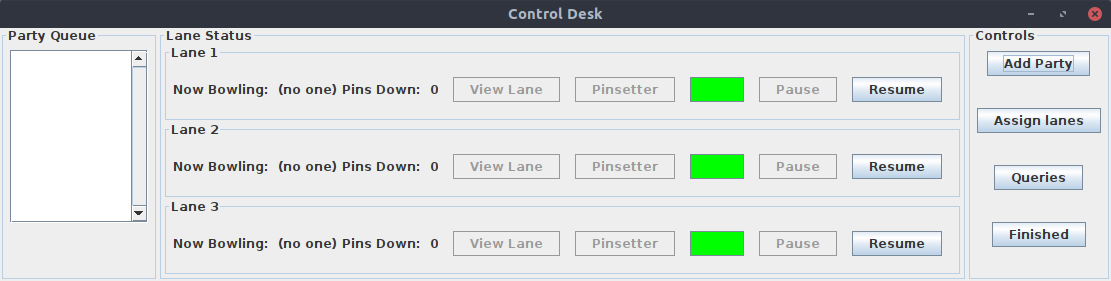 Control Desk
Party Queue
Lane Status
Lane 1
Now Bowling: (no one) Pins Down: 0 View Lane Pinsetter Pause Resume
Lane 2
Now Bowling: (no one) Pins Down: 0 View Lane Pinsetter Pause Resume
Lane 3
Now Bowling: (no one) Pins Down: 0 View Lane Pinsetter Pause Resume
Controls
Add Party
Assign lanes
Queries
Finished